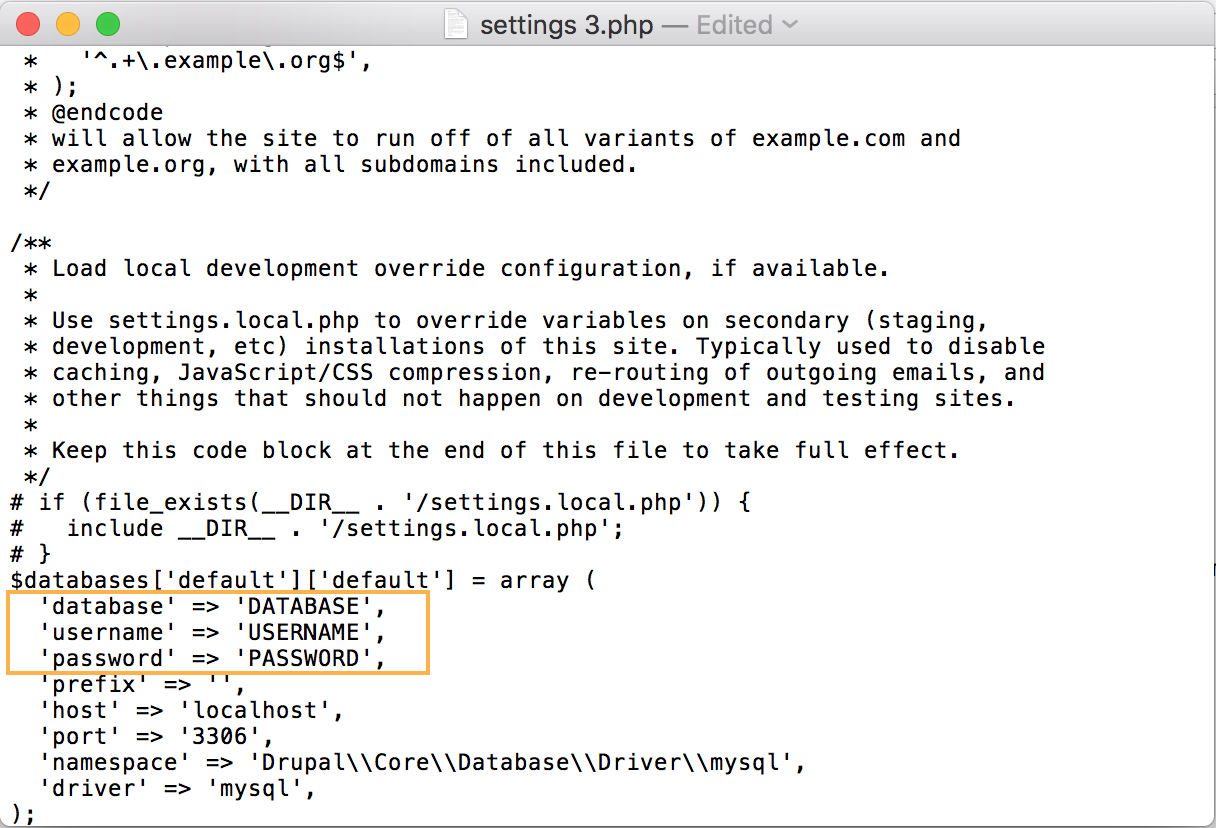 settings 3.php — Edited
 *   '^.+\.example\.org$',
 * );
 * @endcode
 * will allow the site to run off of all variants of example.com and
 * example.org, with all subdomains included.
 */
/**
 * Load local development override configuration, if available.
 *
 * Use settings.local.php to override variables on secondary (staging,
 * development, etc) installations of this site. Typically used to disable
 * caching, JavaScript/CSS compression, re-routing of outgoing emails, and
 * other things that should not happen on development and testing sites.
 *
 * Keep this code block at the end of this file to take full effect.
 */
# if (file_exists(__DIR__ . '/settings.local.php')) {
#   include __DIR__ . '/settings.local.php';
# }
$databases['default']['default'] = array (
  'database' => 'DATABASE',
  'username' => 'USERNAME',
  'password' => 'PASSWORD',
  'prefix' => '',
  'host' => 'localhost',
  'port' => '3306',
  'namespace' => 'Drupal\\Core\\Database\\Driver\\mysql',
  'driver' => 'mysql',
);